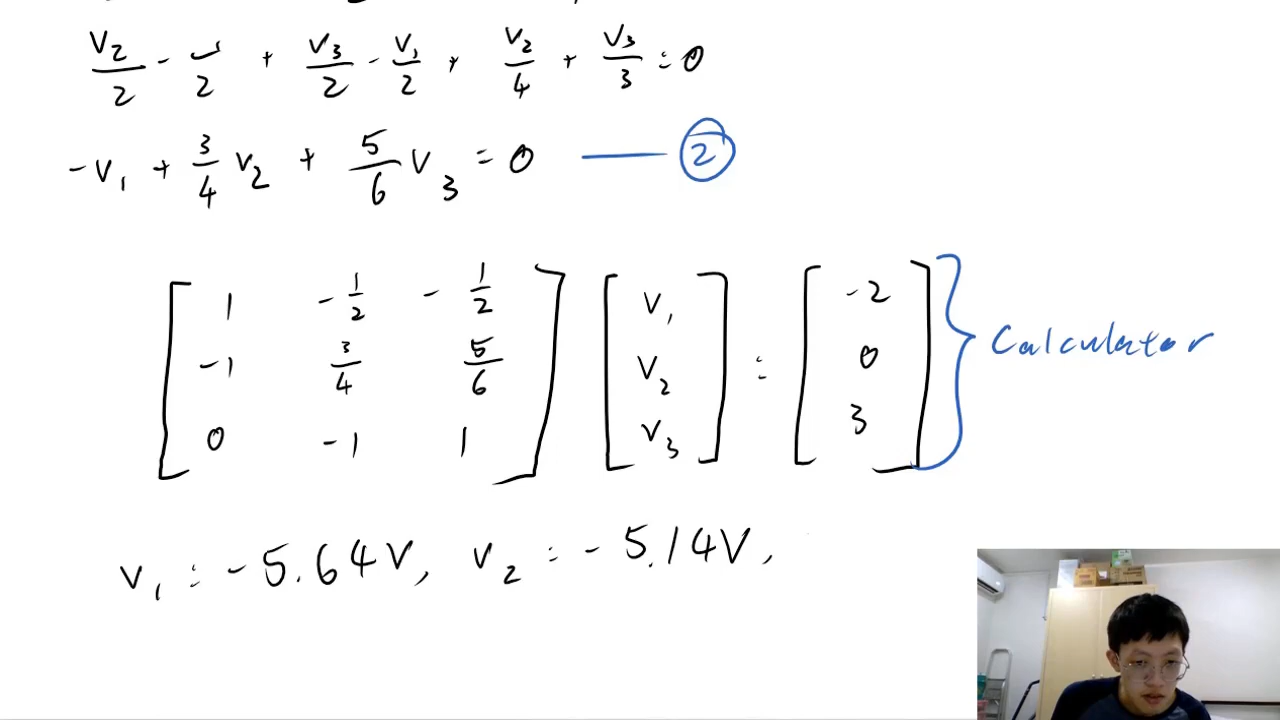 v₂/2 - v₁/2 + v₃/2 - v₁/2 + v₂/4 + v₃/3 = 0
-v₁ + 3/4 v₂ + 5/6 v₃ = 0 —— ②
[ 1 -1/2 -1/2 ] [ v₁ ] = [ -2 ]
[ -1 3/4 5/6 ] [ v₂ ] [ 0 ] } Calculator
[ 0 -1 1 ] [ v₃ ] [ 3 ]
v₁ = -5.64V, v₂ = -5.14V,